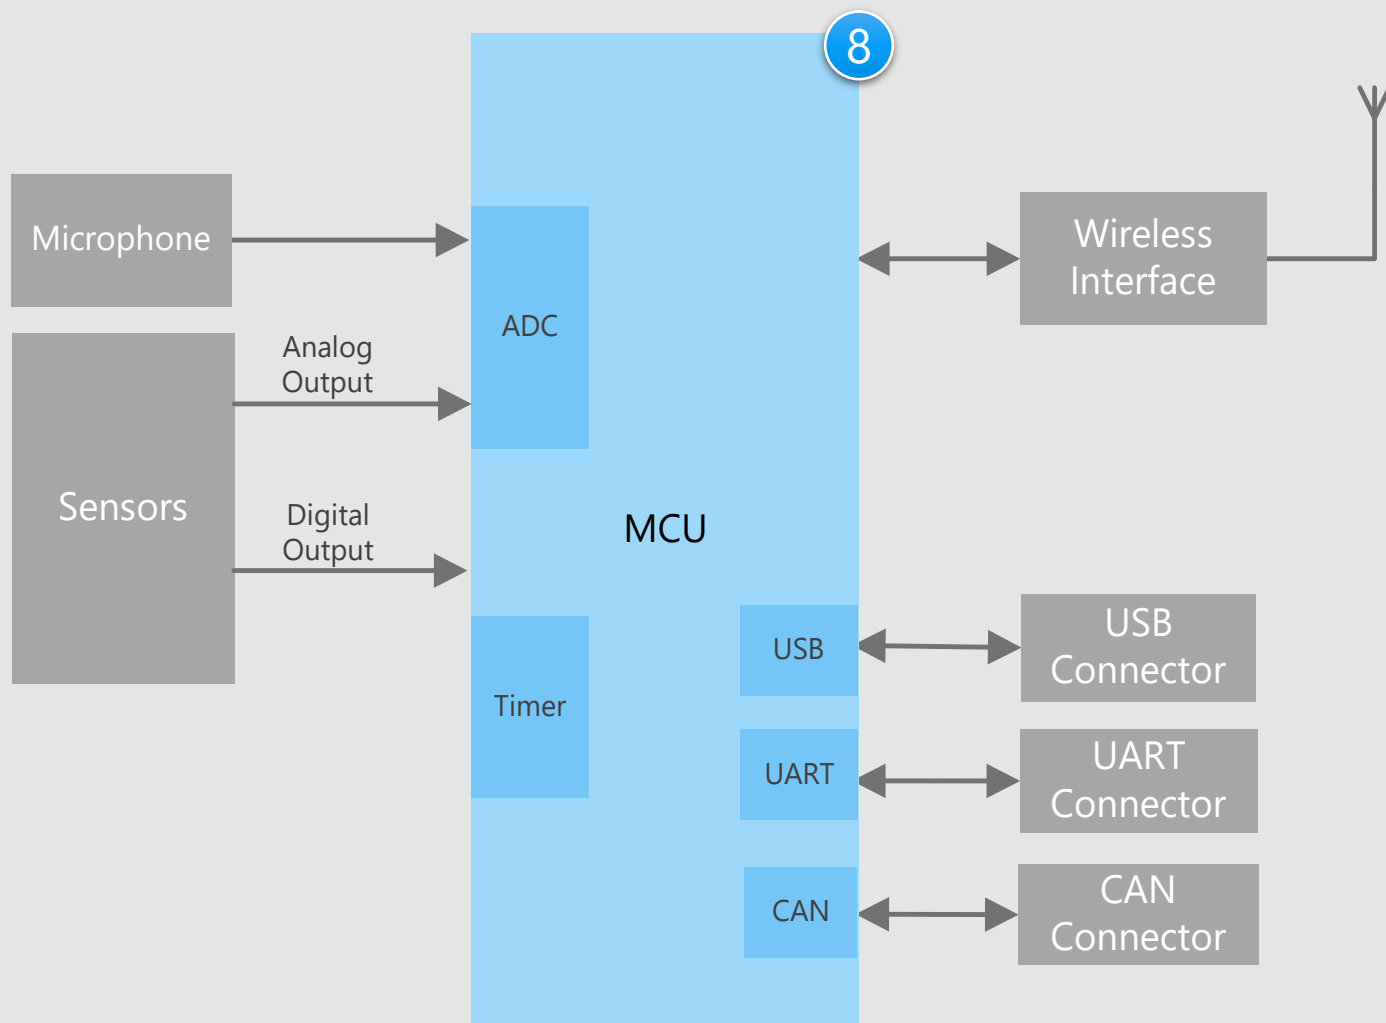 8
Microphone
Wireless
Interface
ADC
Analog
Output
Sensors
Digital
Output
MCU
USB
USB
Connector
Timer
UART
UART
Connector
CAN
CAN
Connector